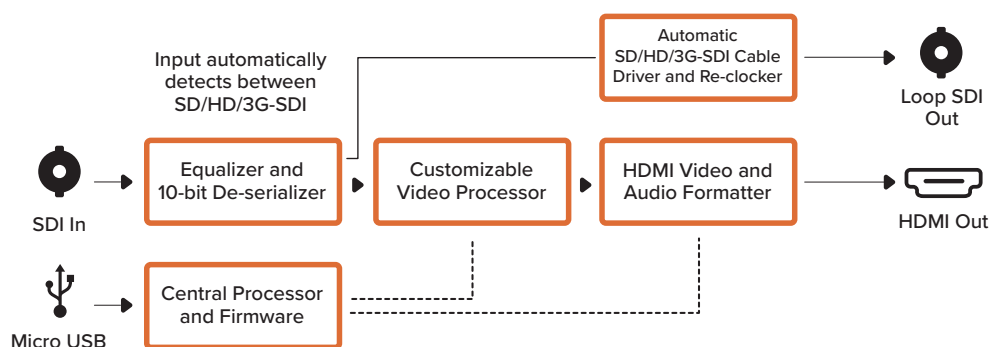 Input automatically
detects between
SD/HD/3G-SDI
Automatic
SD/HD/3G-SDI Cable
Driver and Re-clocker
Loop SDI
Out
SDI In
Equalizer and
10-bit De-serializer
Customizable
Video Processor
HDMI Video and
Audio Formatter
HDMI Out
Micro USB
Central Processor
and Firmware